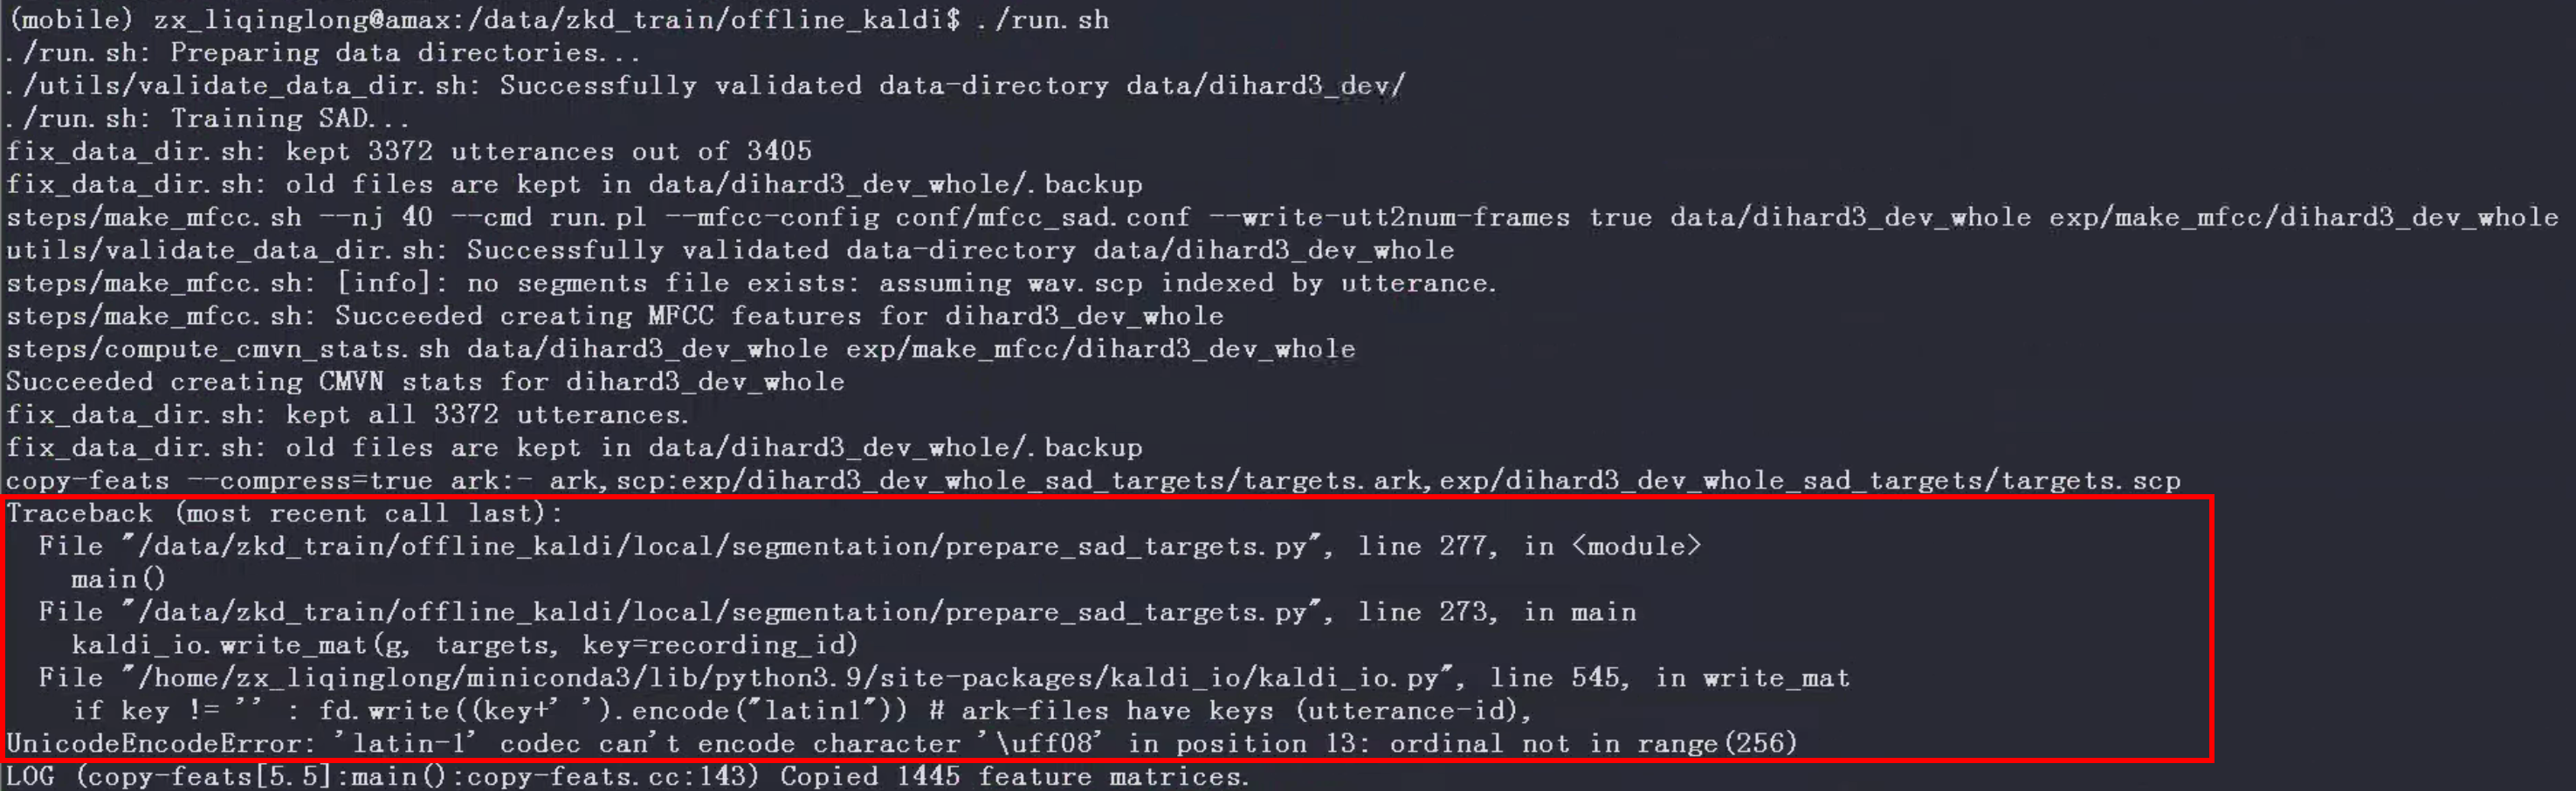 (mobile) zx_liqinglong@amax:/data/zkd_train/offline_kaldi$ ./run.sh
./run.sh: Preparing data directories...
./utils/validate_data_dir.sh: Successfully validated data-directory data/dihard3_dev/
./run.sh: Training SAD...
fix_data_dir.sh: kept 3372 utterances out of 3405
fix_data_dir.sh: old files are kept in data/dihard3_dev_whole/.backup
steps/make_mfcc.sh --nj 40 --cmd run.pl --mfcc-config conf/mfcc_sad.conf --write-utt2num-frames true data/dihard3_dev_whole exp/make_mfcc/dihard3_dev_whole
utils/validate_data_dir.sh: Successfully validated data-directory data/dihard3_dev_whole
steps/make_mfcc.sh: [info]: no segments file exists: assuming wav.scp indexed by utterance.
steps/make_mfcc.sh: Succeeded creating MFCC features for dihard3_dev_whole
steps/compute_cmvn_stats.sh data/dihard3_dev_whole exp/make_mfcc/dihard3_dev_whole
Succeeded creating CMVN stats for dihard3_dev_whole
fix_data_dir.sh: kept all 3372 utterances.
fix_data_dir.sh: old files are kept in data/dihard3_dev_whole/.backup
copy-feats --compress=true ark:- ark,scp:exp/dihard3_dev_whole_sad_targets/targets.ark,exp/dihard3_dev_whole_sad_targets/targets.scp
Traceback (most recent call last):
  File "/data/zkd_train/offline_kaldi/local/segmentation/prepare_sad_targets.py", line 277, in <module>
    main()
  File "/data/zkd_train/offline_kaldi/local/segmentation/prepare_sad_targets.py", line 273, in main
    kaldi_io.write_mat(g, targets, key=recording_id)
  File "/home/zx_liqinglong/miniconda3/lib/python3.9/site-packages/kaldi_io/kaldi_io.py", line 545, in write_mat
    if key != '' : fd.write((key+' ').encode("latin1")) # ark-files have keys (utterance-id),
UnicodeEncodeError: 'latin-1' codec can't encode character '\uff08' in position 13: ordinal not in range(256)
LOG (copy-feats[5.5]:main():copy-feats.cc:143) Copied 1445 feature matrices.